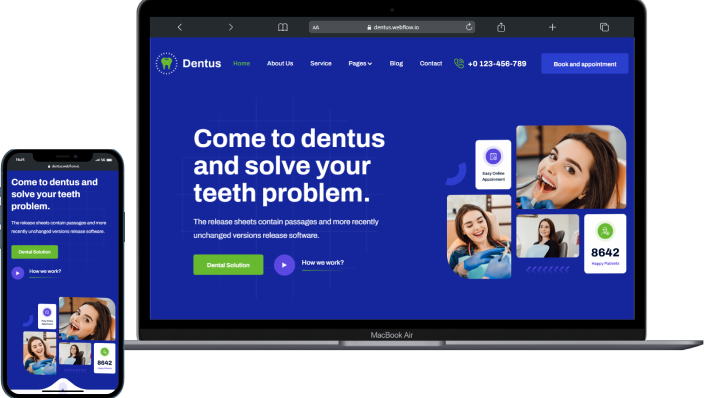 AA dentus.webflow.io
Dentus Home About Us Service Pages Blog Contact +0 123-456-789 Book and appointment
Come to dentus
and solve your
teeth problem.
The release sheets contain passages and more recently
unchanged versions release software.
Dental Solution
How we work?
Easy Online
Appoinment
8642
Happy Patients
MacBook Air
dentus.webflow.io
Come to dentus and
solve your teeth
problem.
The release sheets contain passages and more
recently unchanged versions release software.
Dental Solution
How we work?
8642